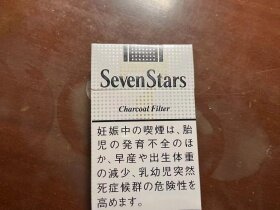 SevenStars
Charcoal Filter
妊娠中の喫煙は、胎
児の発育不全のほ
か、早産や出生体重
の減少、乳幼児突然
死症候群の危険性を
高めます。